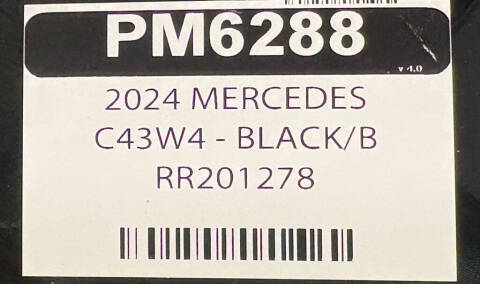 PM6288
v 4.0
2024 MERCEDES
C43W4 - BLACK/B
RR201278